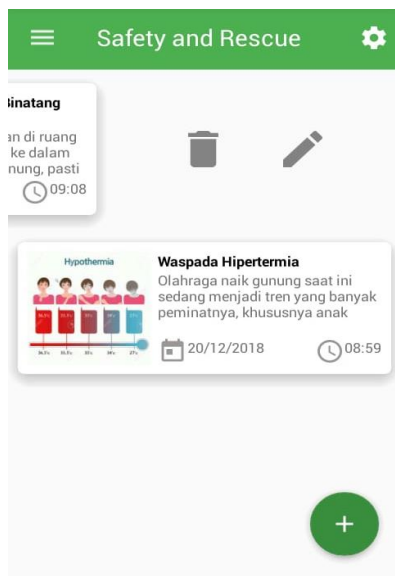 Safety and Rescue
Binatang
an di ruang
ke dalam
nung, pasti
09:08
Hypothermia
Waspada Hipertermia
Olahraga naik gunung saat ini
sedang menjadi tren yang banyak
peminatnya, khususnya anak
20/12/2018
08:59